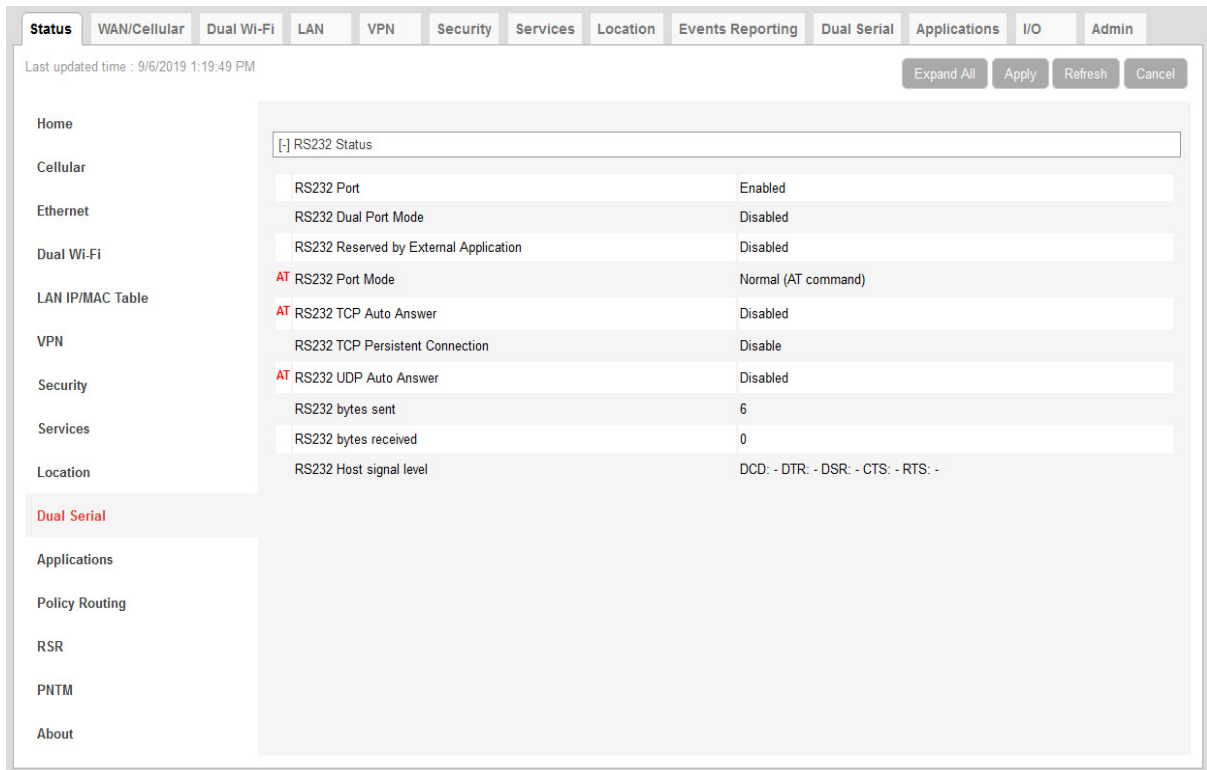 Status WAN/Cellular Dual Wi-Fi LAN VPN Security Services Location Events Reporting Dual Serial Applications I/O Admin
Last updated time : 9/6/2019 1:19:49 PM
Expand All Apply Refresh Cancel
Home
Cellular
Ethernet
Dual Wi-Fi
LAN IP/MAC Table
VPN
Security
Services
Location
Dual Serial
Applications
Policy Routing
RSR
PNTM
About
[-] RS232 Status
RS232 Port Enabled
RS232 Dual Port Mode Disabled
RS232 Reserved by External Application Disabled
AT RS232 Port Mode Normal (AT command)
AT RS232 TCP Auto Answer Disabled
RS232 TCP Persistent Connection Disable
AT RS232 UDP Auto Answer Disabled
RS232 bytes sent 6
RS232 bytes received 0
RS232 Host signal level DCD: - DTR: - DSR: - CTS: - RTS: -